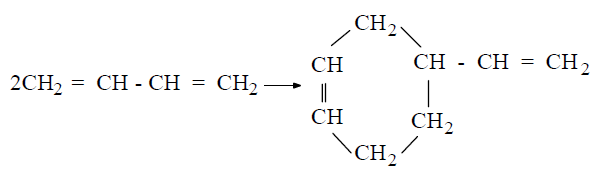 CH₂
CH CH - CH = CH₂
2CH₂ = CH - CH = CH₂ ⟶
CH CH₂
CH₂